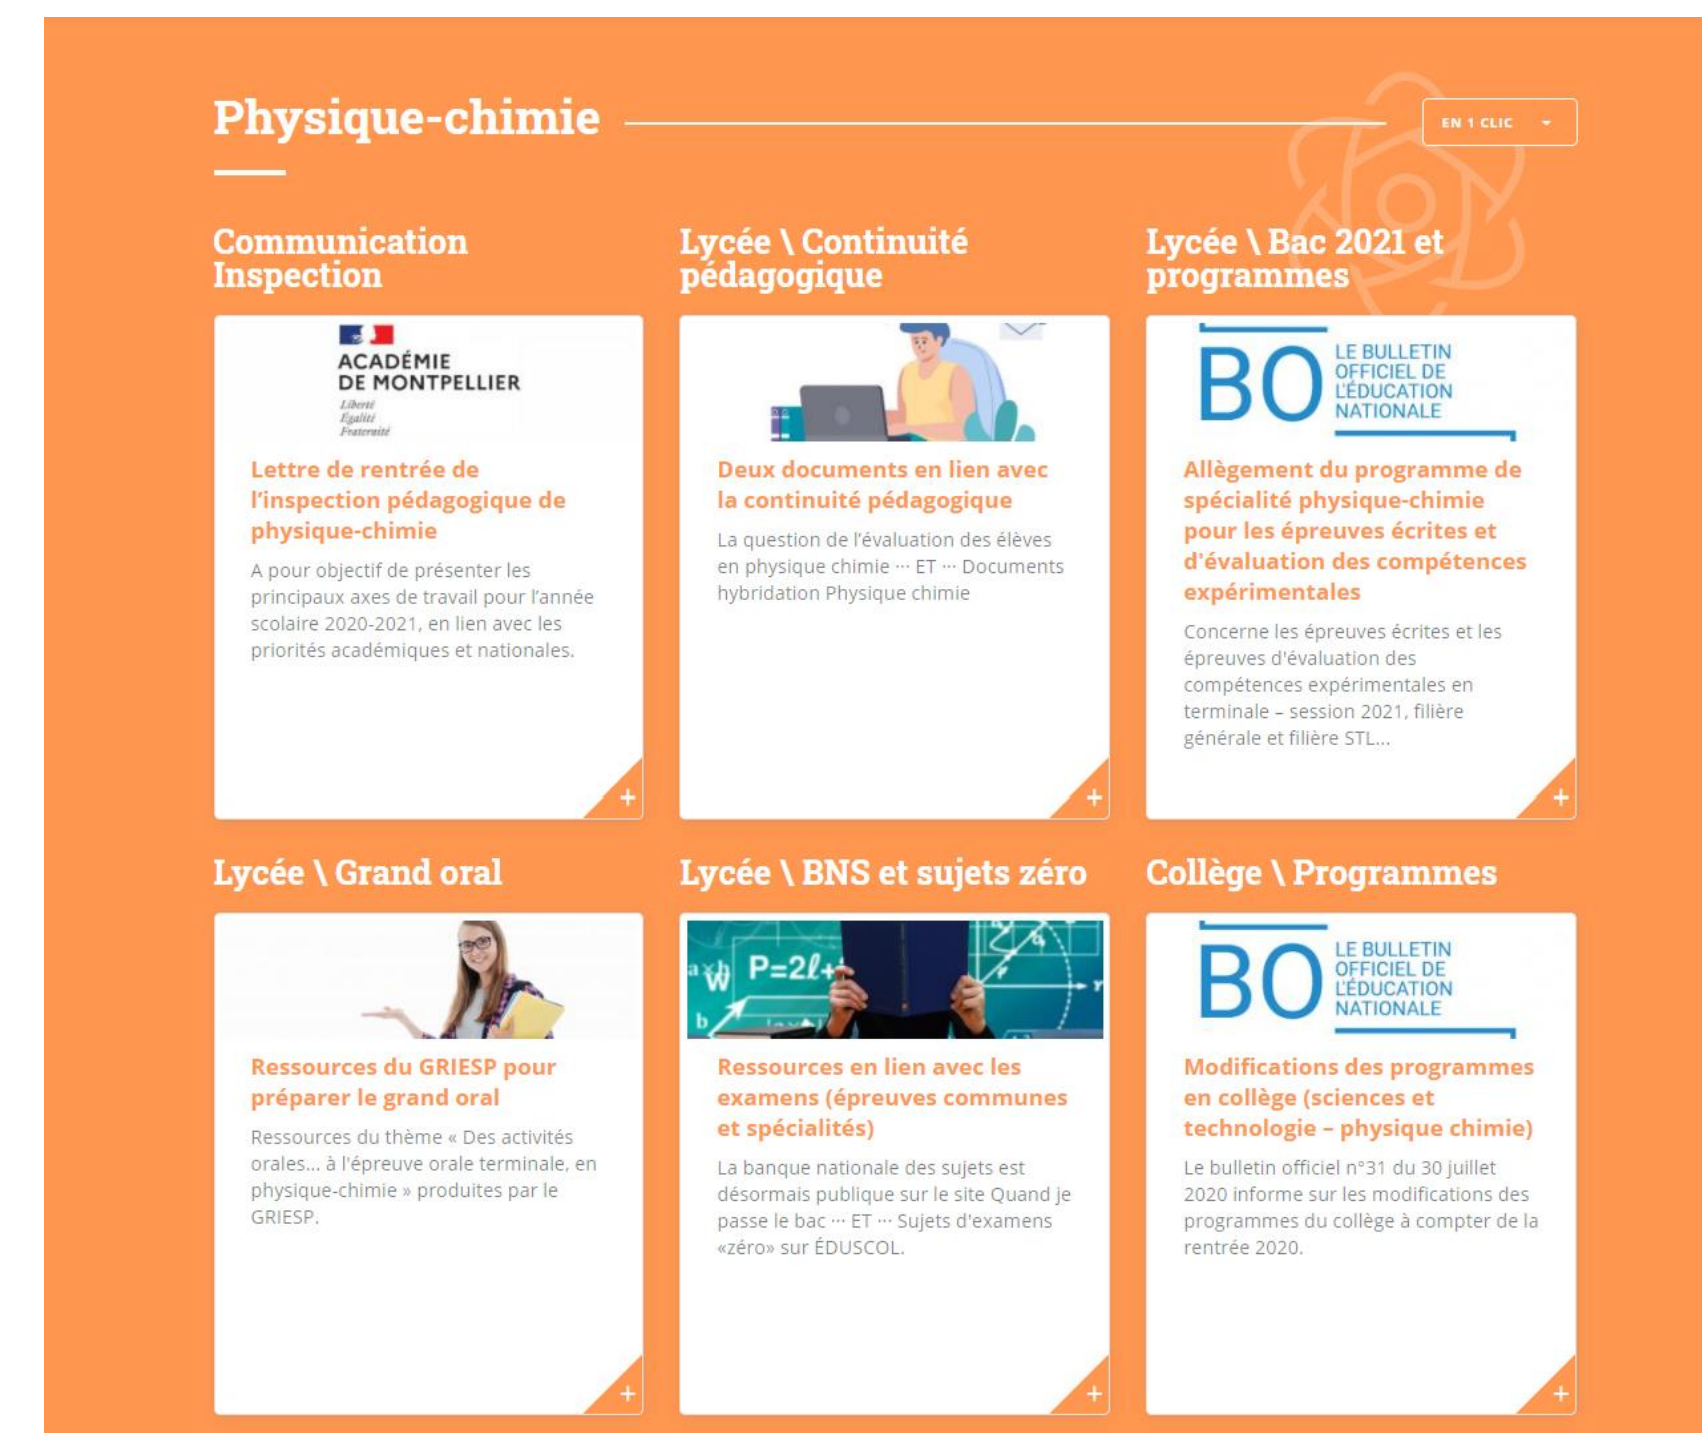 Physique-chimie
EN 1 CLIC
Communication
Inspection
ACADÉMIE
DE MONTPELLIER
Liberté
Égalité
Fraternité
Lettre de rentrée de
l’inspection pédagogique de
physique-chimie
A pour objectif de présenter les
principaux axes de travail pour l’année
scolaire 2020-2021, en lien avec les
priorités académiques et nationales.
+
Lycée \ Continuité
pédagogique
Deux documents en lien avec
la continuité pédagogique
La question de l’évaluation des élèves
en physique chimie ··· ET ··· Documents
hybridation Physique chimie
+
Lycée \ Bac 2021 et
programmes
BO
LE BULLETIN
OFFICIEL DE
L'ÉDUCATION
NATIONALE
Allègement du programme de
spécialité physique-chimie
pour les épreuves écrites et
d'évaluation des compétences
expérimentales
Concerne les épreuves écrites et les
épreuves d'évaluation des
compétences expérimentales en
terminale – session 2021, filière
générale et filière STL...
+
Lycée \ Grand oral
Ressources du GRIESP pour
préparer le grand oral
Ressources du thème « Des activités
orales... à l'épreuve orale terminale, en
physique-chimie » produites par le
GRIESP.
+
Lycée \ BNS et sujets zéro
axb
W
P=2ℓ+
b
Y
Ressources en lien avec les
examens (épreuves communes
et spécialités)
La banque nationale des sujets est
désormais publique sur le site Quand je
passe le bac ··· ET ··· Sujets d'examens
«zéro» sur ÉDUSCOL.
+
Collège \ Programmes
BO
LE BULLETIN
OFFICIEL DE
L'ÉDUCATION
NATIONALE
Modifications des programmes
en collège (sciences et
technologie – physique chimie)
Le bulletin officiel n°31 du 30 juillet
2020 informe sur les modifications des
programmes du collège à compter de la
rentrée 2020.
+